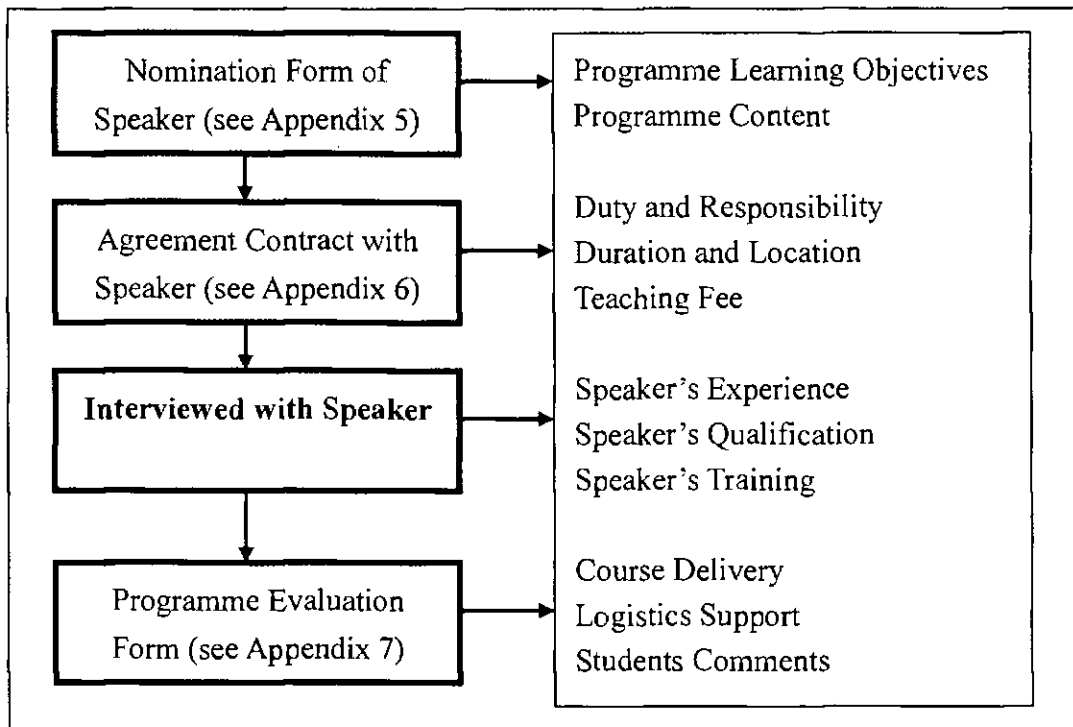 Nomination Form of
Speaker (see Appendix 5)
Programme Learning Objectives
Programme Content
Agreement Contract with
Speaker (see Appendix 6)
Duty and Responsibility
Duration and Location
Teaching Fee
Interviewed with Speaker
Speaker's Experience
Speaker's Qualification
Speaker's Training
Programme Evaluation
Form (see Appendix 7)
Course Delivery
Logistics Support
Students Comments